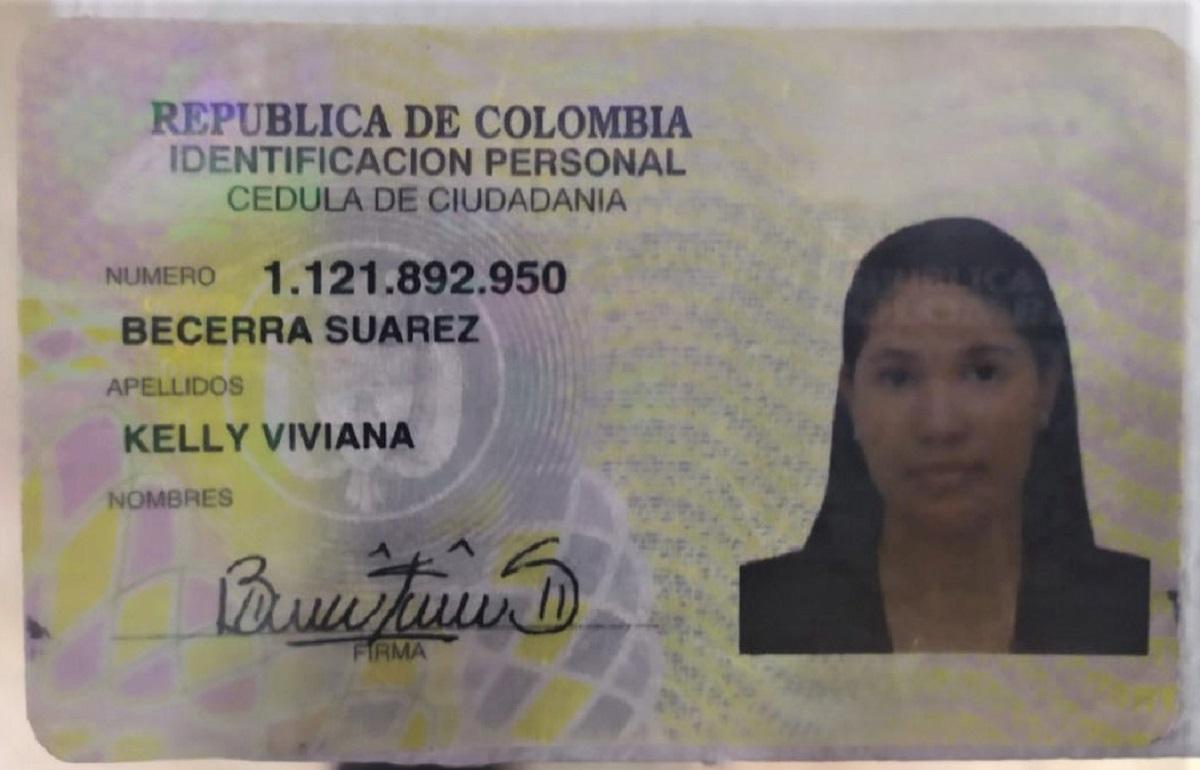 REPUBLICA DE COLOMBIA
IDENTIFICACION PERSONAL
CEDULA DE CIUDADANIA
NUMERO 1.121.892.950
BECERRA SUAREZ
APELLIDOS
KELLY VIVIANA
NOMBRES
FIRMA